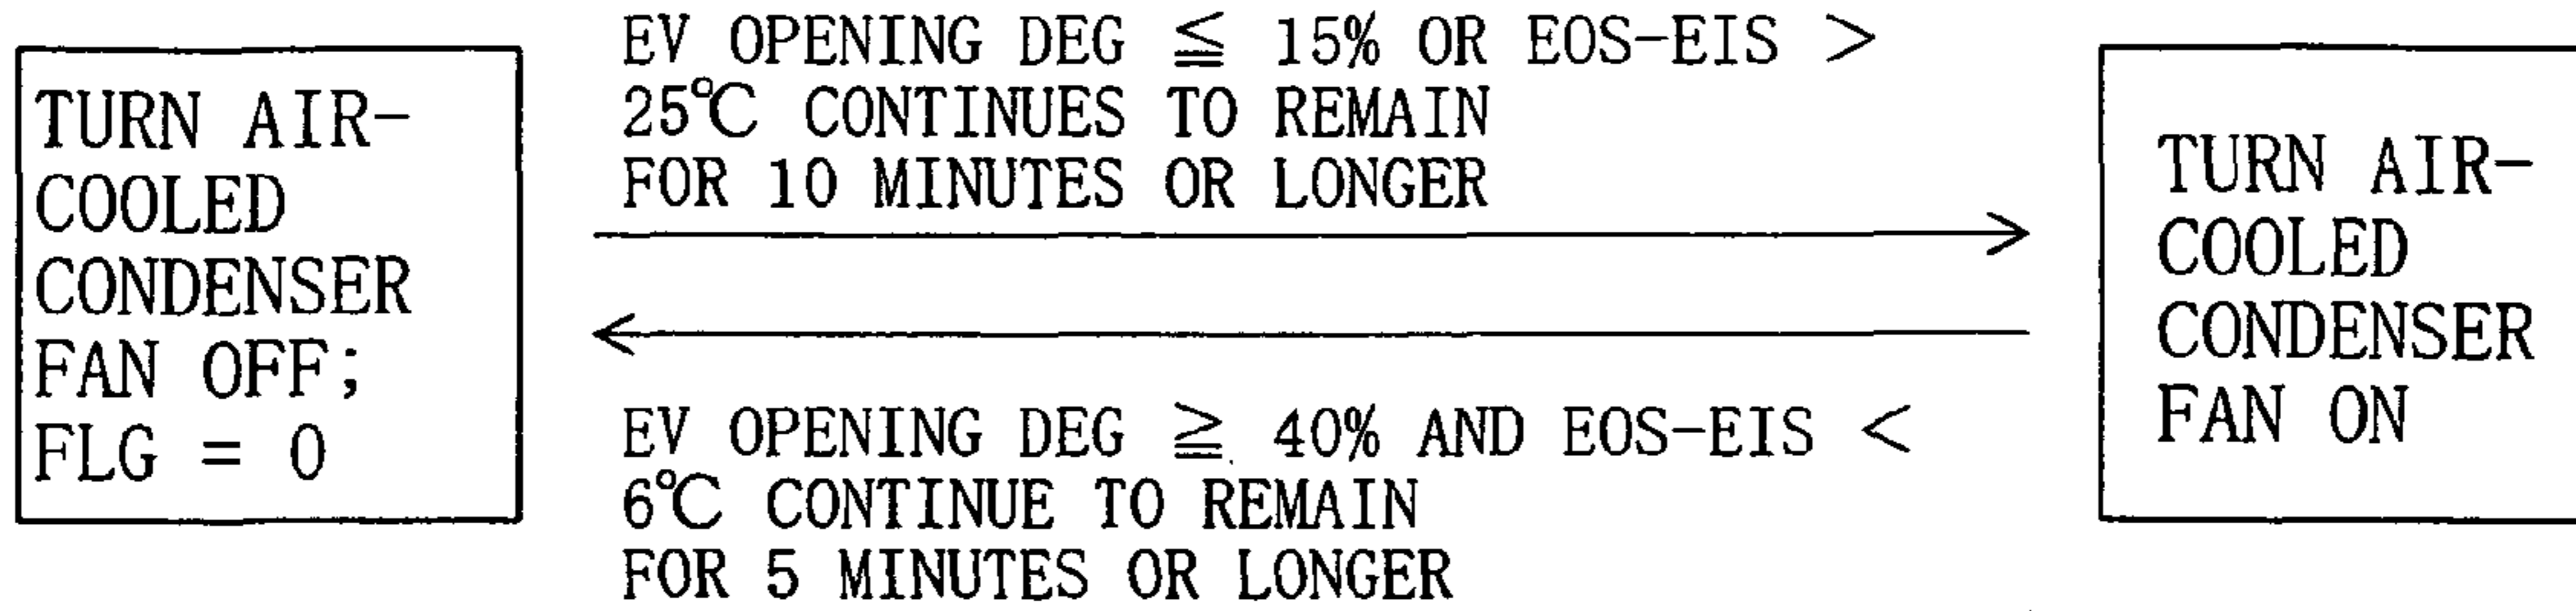 TURN AIR-
COOLED
CONDENSER
FAN OFF;
FLG = 0
EV OPENING DEG ≦ 15% OR EOS-EIS >
25℃ CONTINUES TO REMAIN
FOR 10 MINUTES OR LONGER
EV OPENING DEG ≧ 40% AND EOS-EIS <
6℃ CONTINUE TO REMAIN
FOR 5 MINUTES OR LONGER
TURN AIR-
COOLED
CONDENSER
FAN ON